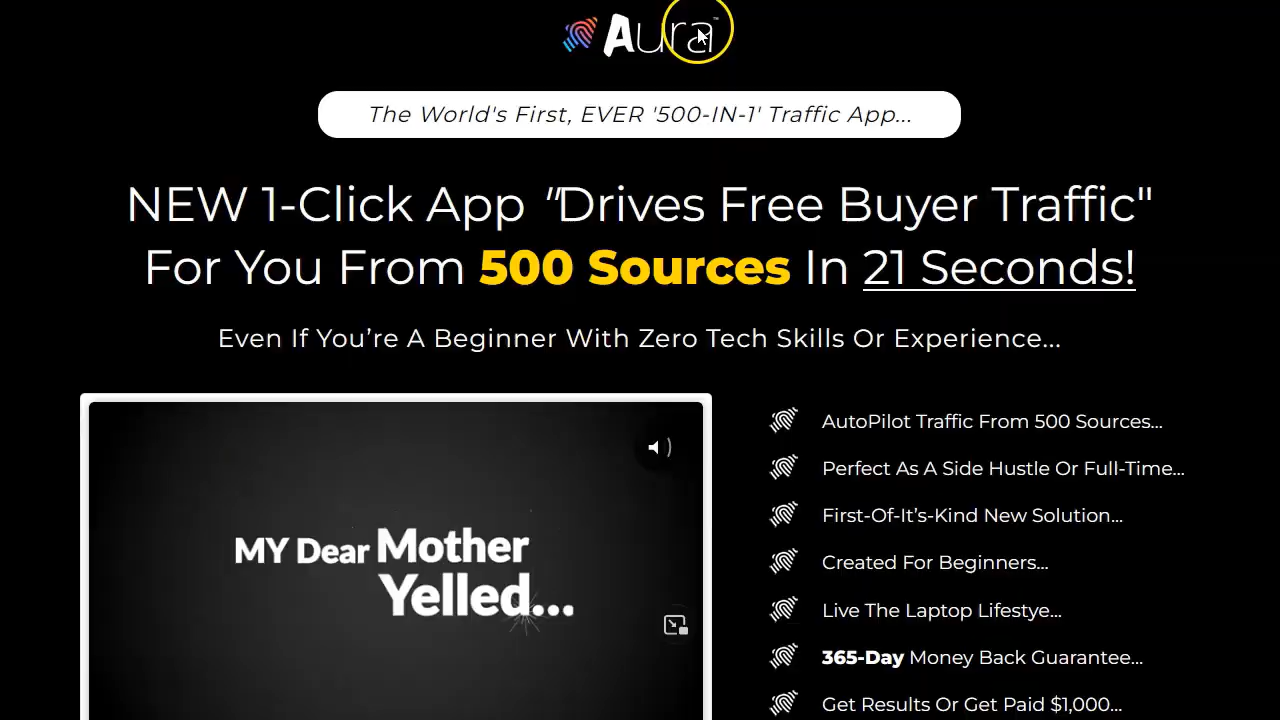 Aura™
The World's First, EVER '500-IN-1' Traffic App...
NEW 1-Click App "Drives Free Buyer Traffic"
For You From 500 Sources In 21 Seconds!
Even If You’re A Beginner With Zero Tech Skills Or Experience...
MY Dear Mother
Yelled...
AutoPilot Traffic From 500 Sources...
Perfect As A Side Hustle Or Full-Time...
First-Of-It’s-Kind New Solution...
Created For Beginners...
Live The Laptop Lifestye...
365-Day Money Back Guarantee...
Get Results Or Get Paid $1,000...